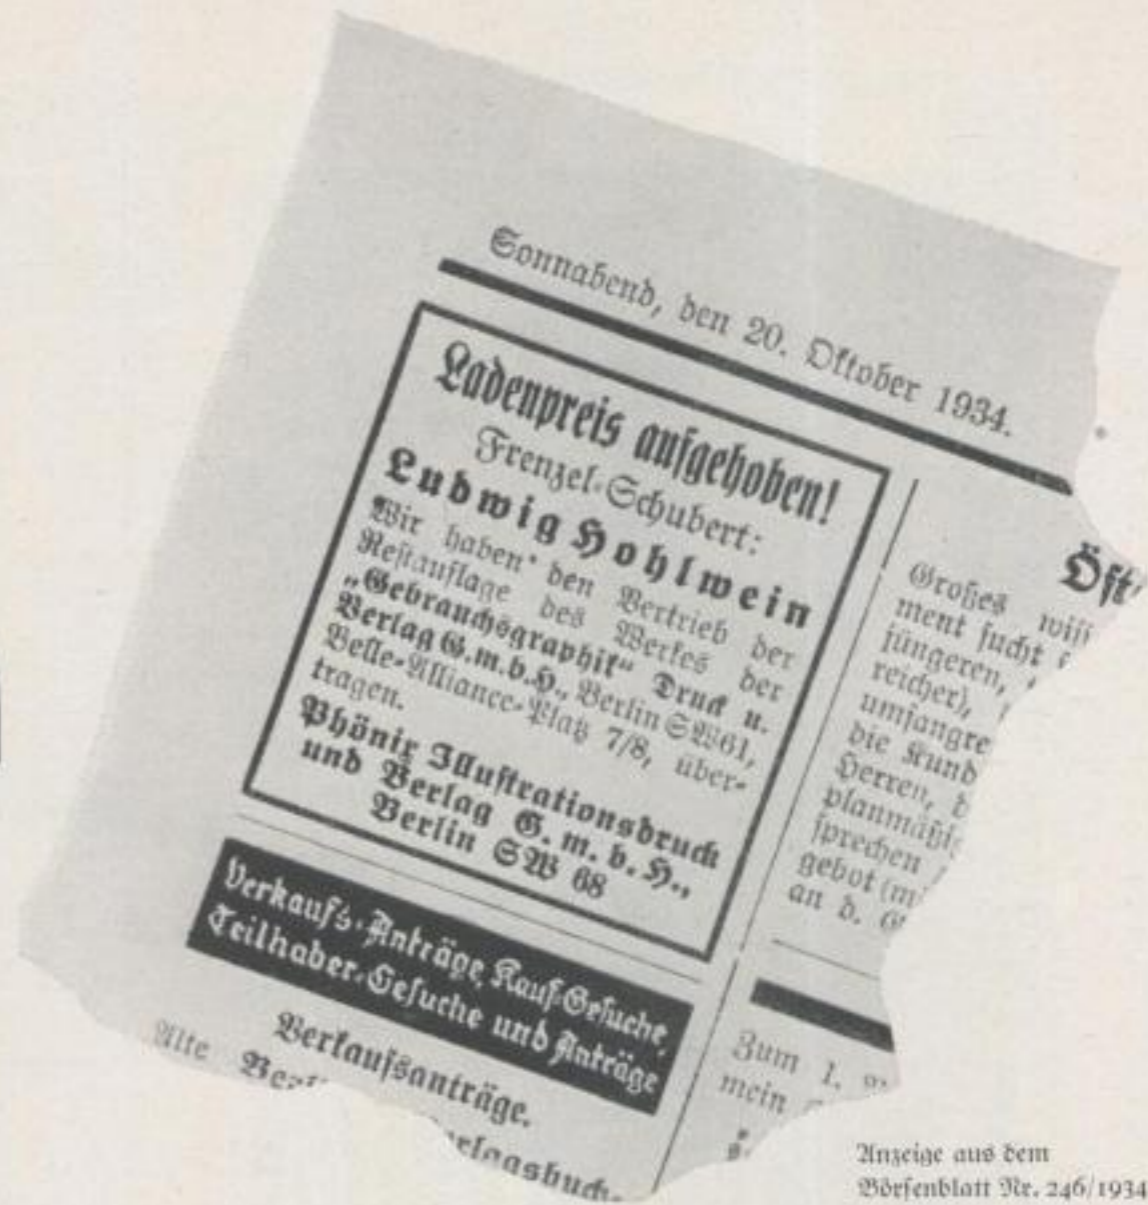 Sonnabend, den 20. Oktober 1934.
Ladenpreis aufgehoben!
Frenzel-Schubert:
Ludwig Hohlwein
Wir haben den Vertrieb der
Restauflage des Werkes der
„Gebrauchsgraphik“ Druck u.
Verlag G.m.b.H., Berlin SW61,
Belle-Alliance-Platz 7/8, über-
tragen.
Phönix Illustrationsdruck
und Verlag G. m. b. H.,
Berlin SW 68
Verkaufs-Anträge, Kauf-Gesuche,
Teilhaber-Gesuche und Anträge
Verkaufsanträge.
Alte
Großes
ment sucht
jüngeren,
reicher),
umfangre
die Kund
Herren, d
planmäßi
sprechen
gebot (mi
an d. G
Zum 1.
mein
Anzeige aus dem
Börsenblatt Nr. 246/1934